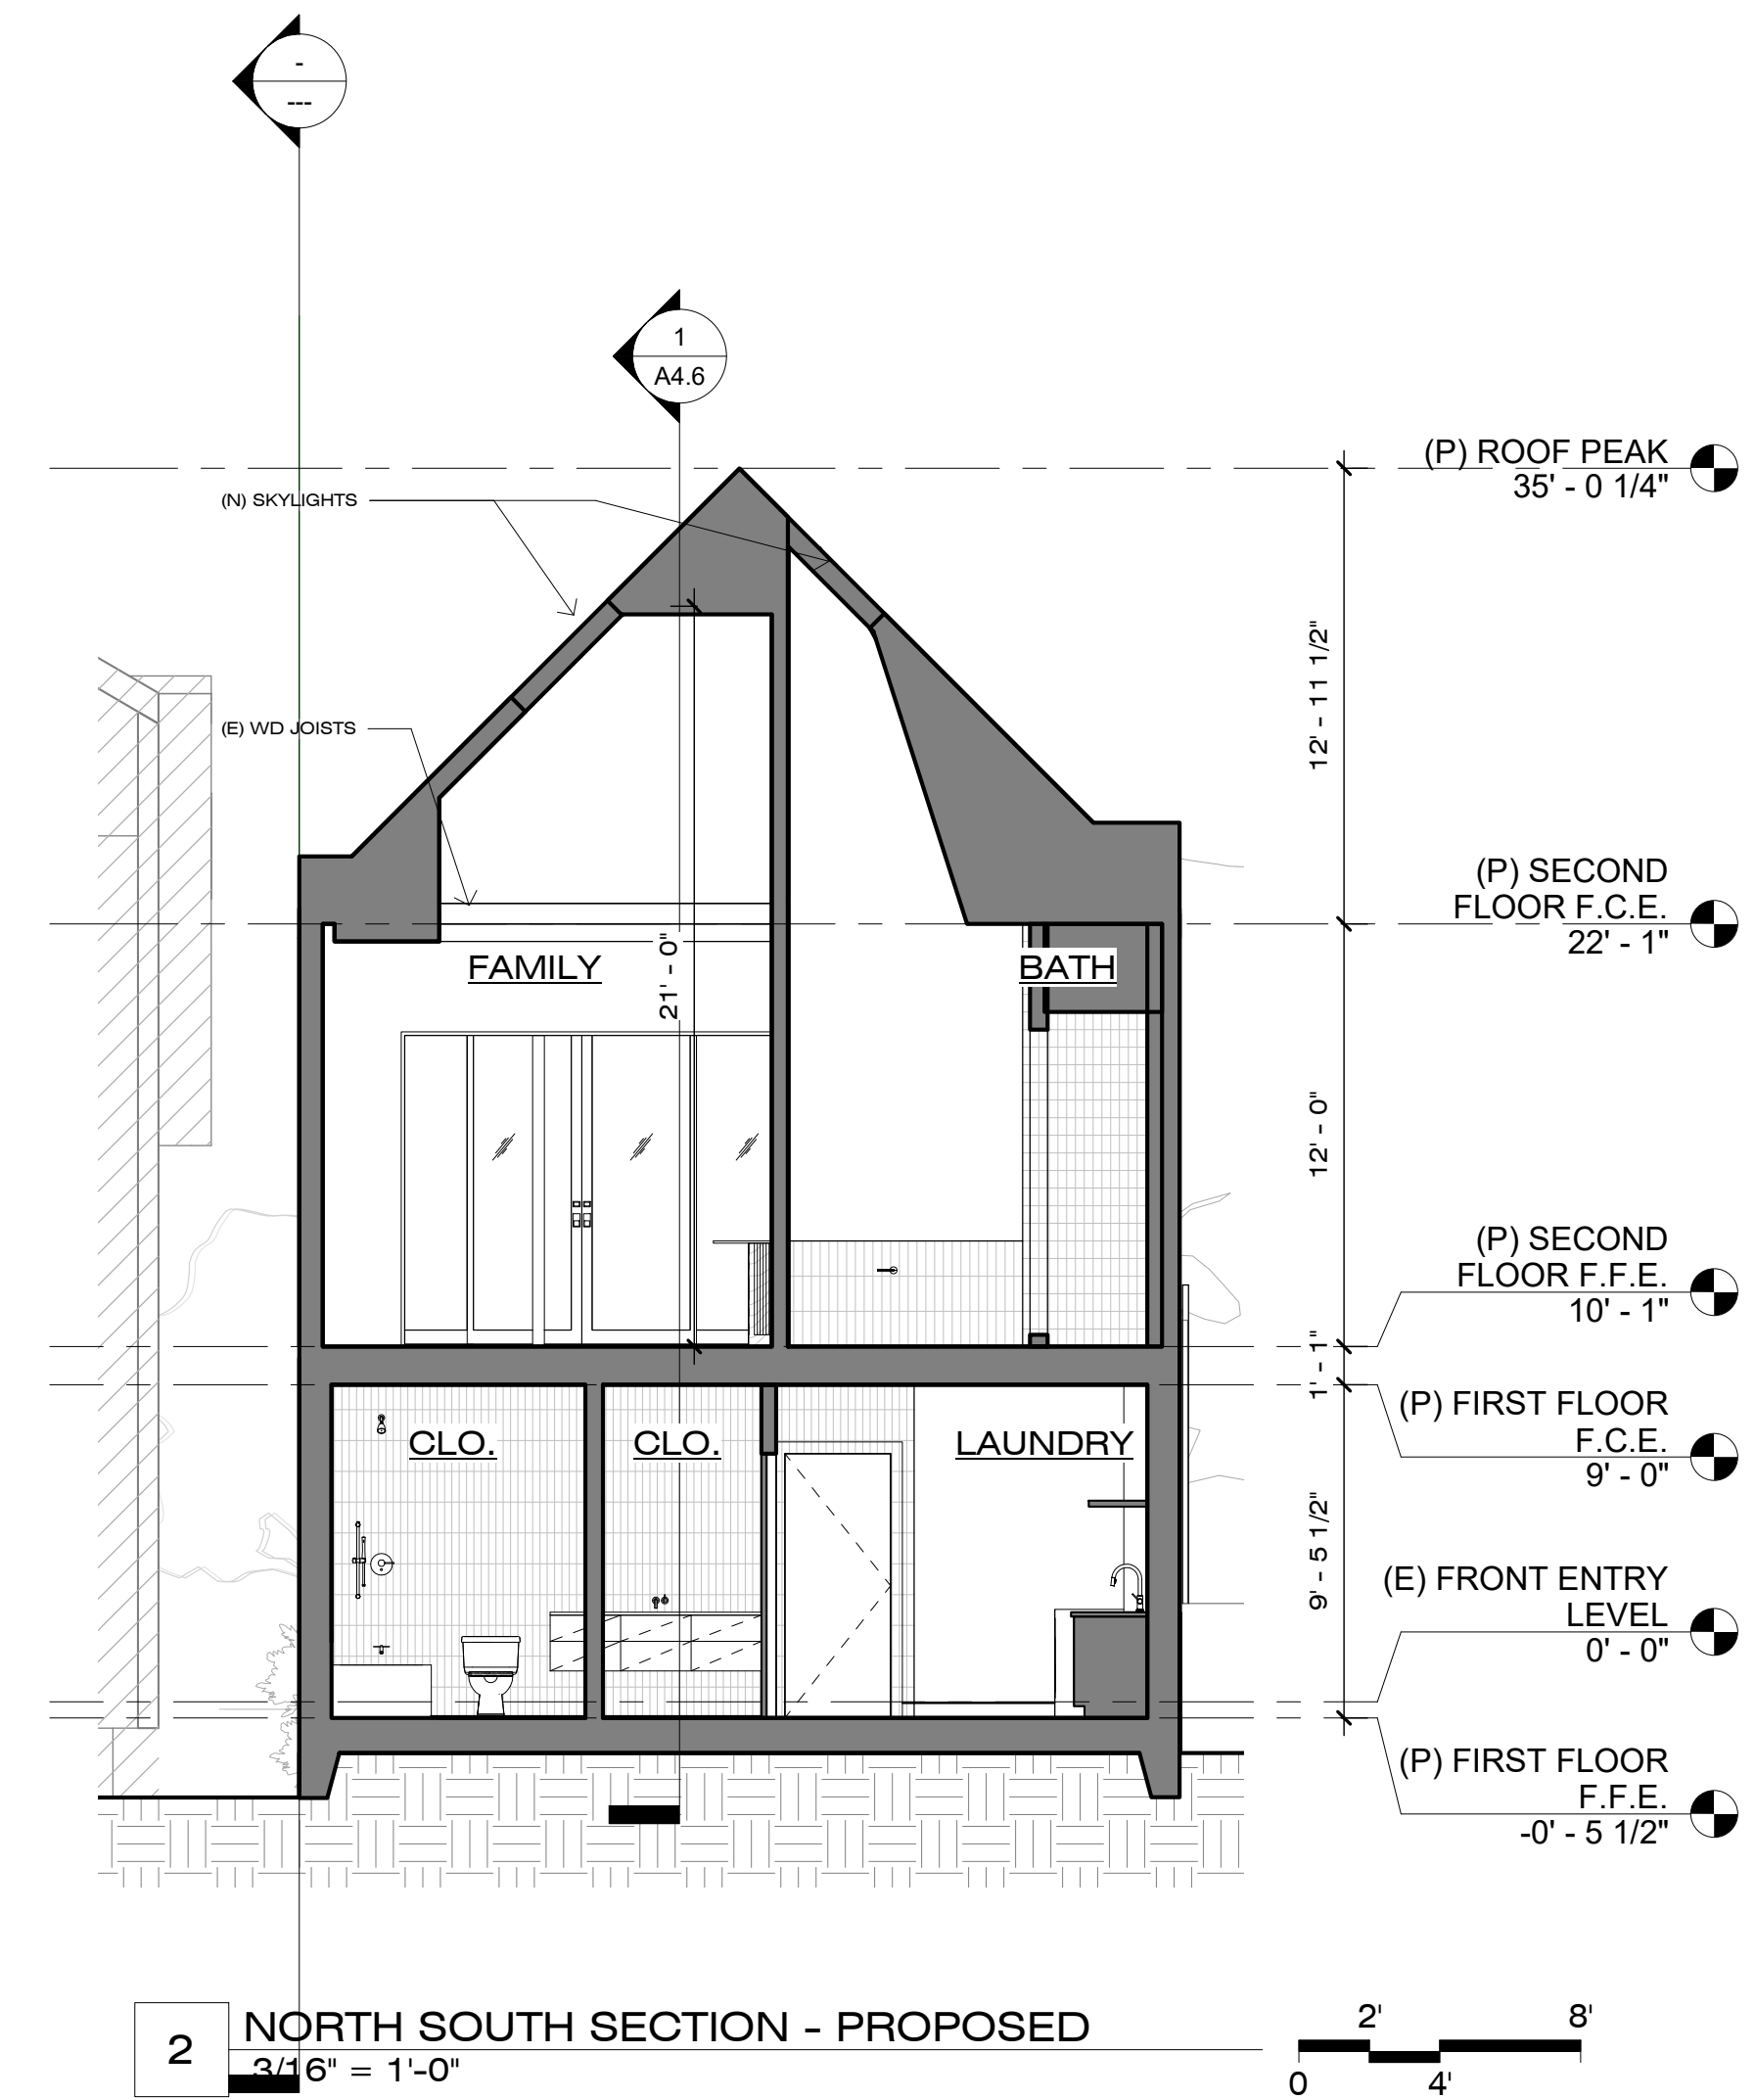 -
---
1
A4.6
(P) ROOF PEAK
35' - 0 1/4"
(N) SKYLIGHTS
12' - 11 1/2"
(E) WD JOISTS
(P) SECOND
FLOOR F.C.E.
22' - 1"
FAMILY
BATH
21' - 0"
12' - 0"
(P) SECOND
FLOOR F.F.E.
10' - 1"
1' - 1"
(P) FIRST FLOOR
F.C.E.
9' - 0"
CLO.
CLO.
LAUNDRY
9' - 5 1/2"
(E) FRONT ENTRY
LEVEL
0' - 0"
(P) FIRST FLOOR
F.F.E.
-0' - 5 1/2"
2
NORTH SOUTH SECTION - PROPOSED
3/16" = 1'-0"
2'
8'
0
4'